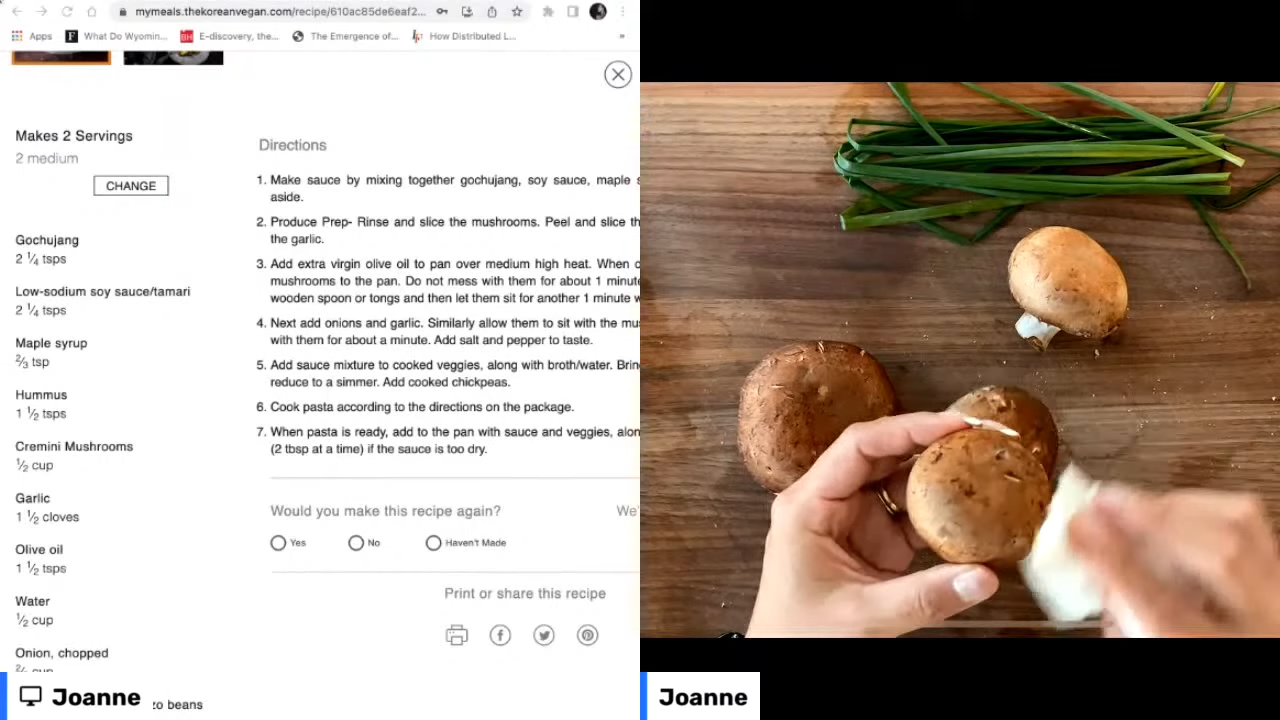 mymeals.thekoreanvegan.com/recipe/610ac85de6eaf2...
Apps What Do Wyomin... E-discovery, the... The Emergence of... How Distributed L... »
Makes 2 Servings
2 medium
CHANGE
Gochujang
2 1/4 tsps
Low-sodium soy sauce/tamari
2 1/4 tsps
Maple syrup
2/3 tsp
Hummus
1 1/2 tsps
Cremini Mushrooms
1/2 cup
Garlic
1 1/2 cloves
Olive oil
1 1/2 tsps
Water
1/2 cup
Onion, chopped
zo beans
Directions
1. Make sauce by mixing together gochujang, soy sauce, maple s
aside.
2. Produce Prep- Rinse and slice the mushrooms. Peel and slice th
the garlic.
3. Add extra virgin olive oil to pan over medium high heat. When o
mushrooms to the pan. Do not mess with them for about 1 minute
wooden spoon or tongs and then let them sit for another 1 minute w
4. Next add onions and garlic. Similarly allow them to sit with the mu
with them for about a minute. Add salt and pepper to taste.
5. Add sauce mixture to cooked veggies, along with broth/water. Brin
reduce to a simmer. Add cooked chickpeas.
6. Cook pasta according to the directions on the package.
7. When pasta is ready, add to the pan with sauce and veggies, alon
(2 tbsp at a time) if the sauce is too dry.
Would you make this recipe again? We'
Yes No Haven't Made
Print or share this recipe
Joanne
Joanne